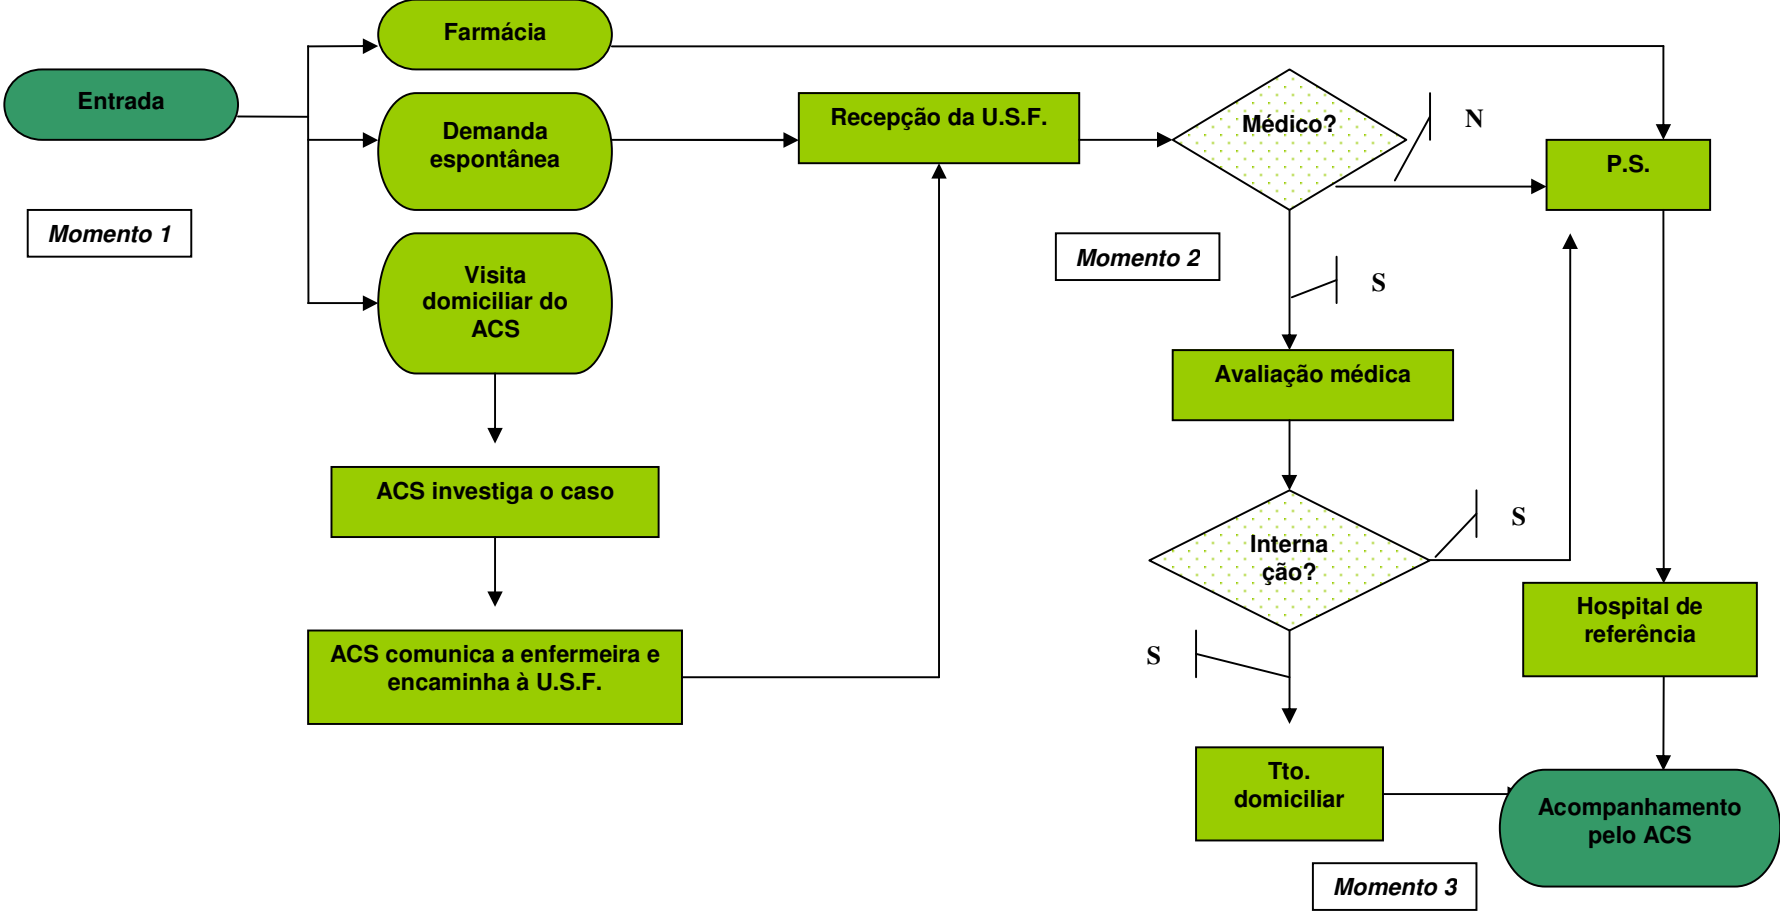 Farmácia
Entrada
Demanda
espontânea
Recepção da U.S.F.
Médico?
N
P.S.
Momento 1
Visita
domiciliar do
ACS
Momento 2
S
Avaliação médica
ACS investiga o caso
Interna
ção?
S
ACS comunica a enfermeira e
encaminha à U.S.F.
S
Hospital de
referência
Tto.
domiciliar
Acompanhamento
pelo ACS
Momento 3